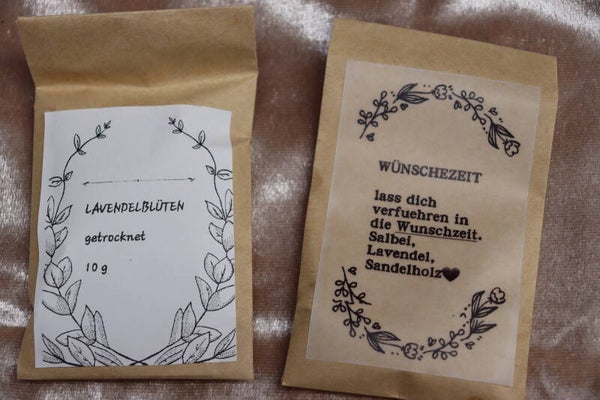 LAVENDELBLÜTEN
getrocknet
10 g
WÜNSCHEZEIT
lass dich
verfuehren in
die Wunschzeit.
Salbei,
Lavendel,
Sandelholz🖤